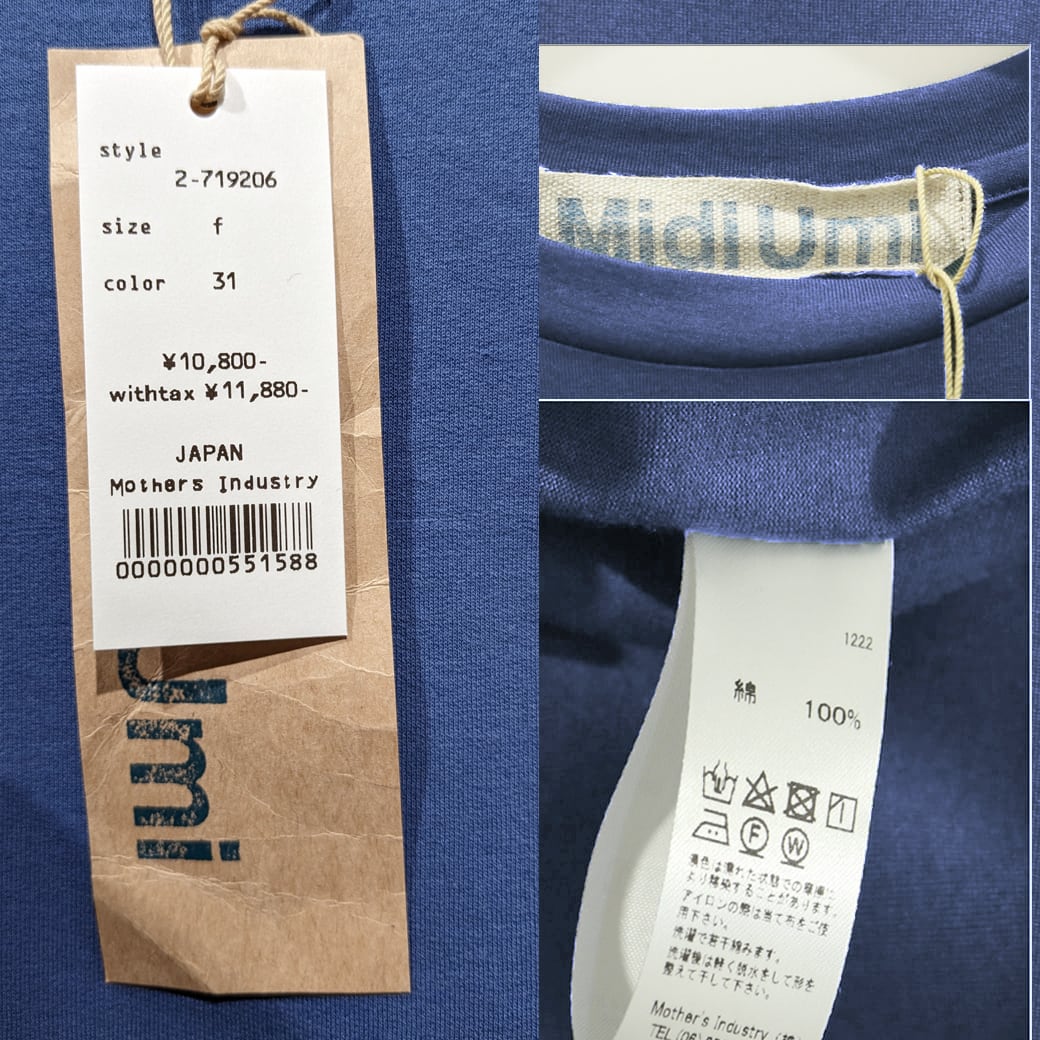 style
2-719206
size f
color 31
¥10,800-
withtax ¥11,880-
JAPAN
Mothers Industry
0000000551588
Umi
Midi Umi
1222
綿 100%
F W
濃色は濡れた状態での摩擦に
より移染することがあります。
アイロンの際は当て布をご使
用下さい。
洗濯で若干縮みます。
洗濯後は軽く脱水をして形を
整えて干して下さい。
Mother's Industry
TEL (06)